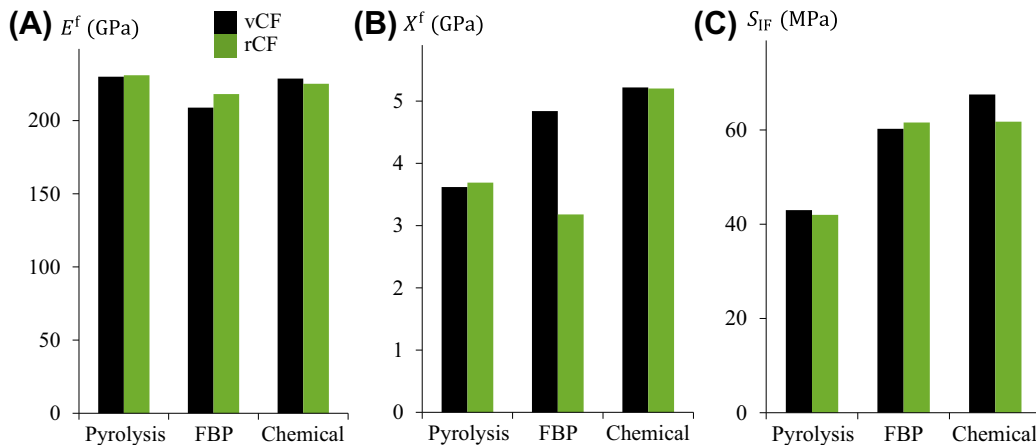 (A) Eᶠ (GPa)
vCF
rCF
200
150
100
50
0
Pyrolysis FBP Chemical
(B) Xᶠ (GPa)
5
4
3
2
1
0
Pyrolysis FBP Chemical
(C) S_IF (MPa)
60
40
20
0
Pyrolysis FBP Chemical